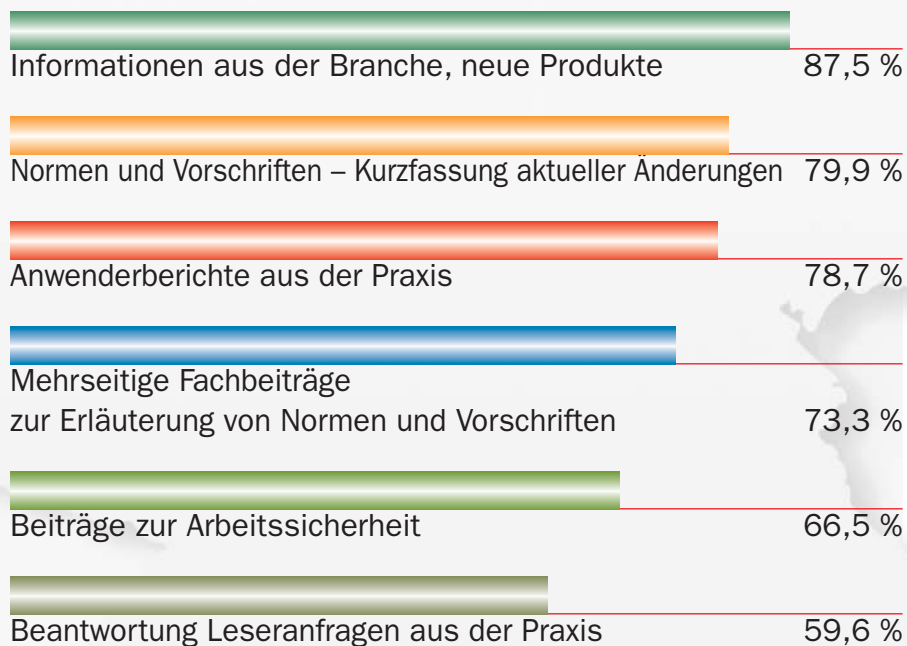 Informationen aus der Branche, neue Produkte 87,5 %
Normen und Vorschriften – Kurzfassung aktueller Änderungen 79,9 %
Anwenderberichte aus der Praxis 78,7 %
Mehrseitige Fachbeiträge
zur Erläuterung von Normen und Vorschriften 73,3 %
Beiträge zur Arbeitssicherheit 66,5 %
Beantwortung Leseranfragen aus der Praxis 59,6 %